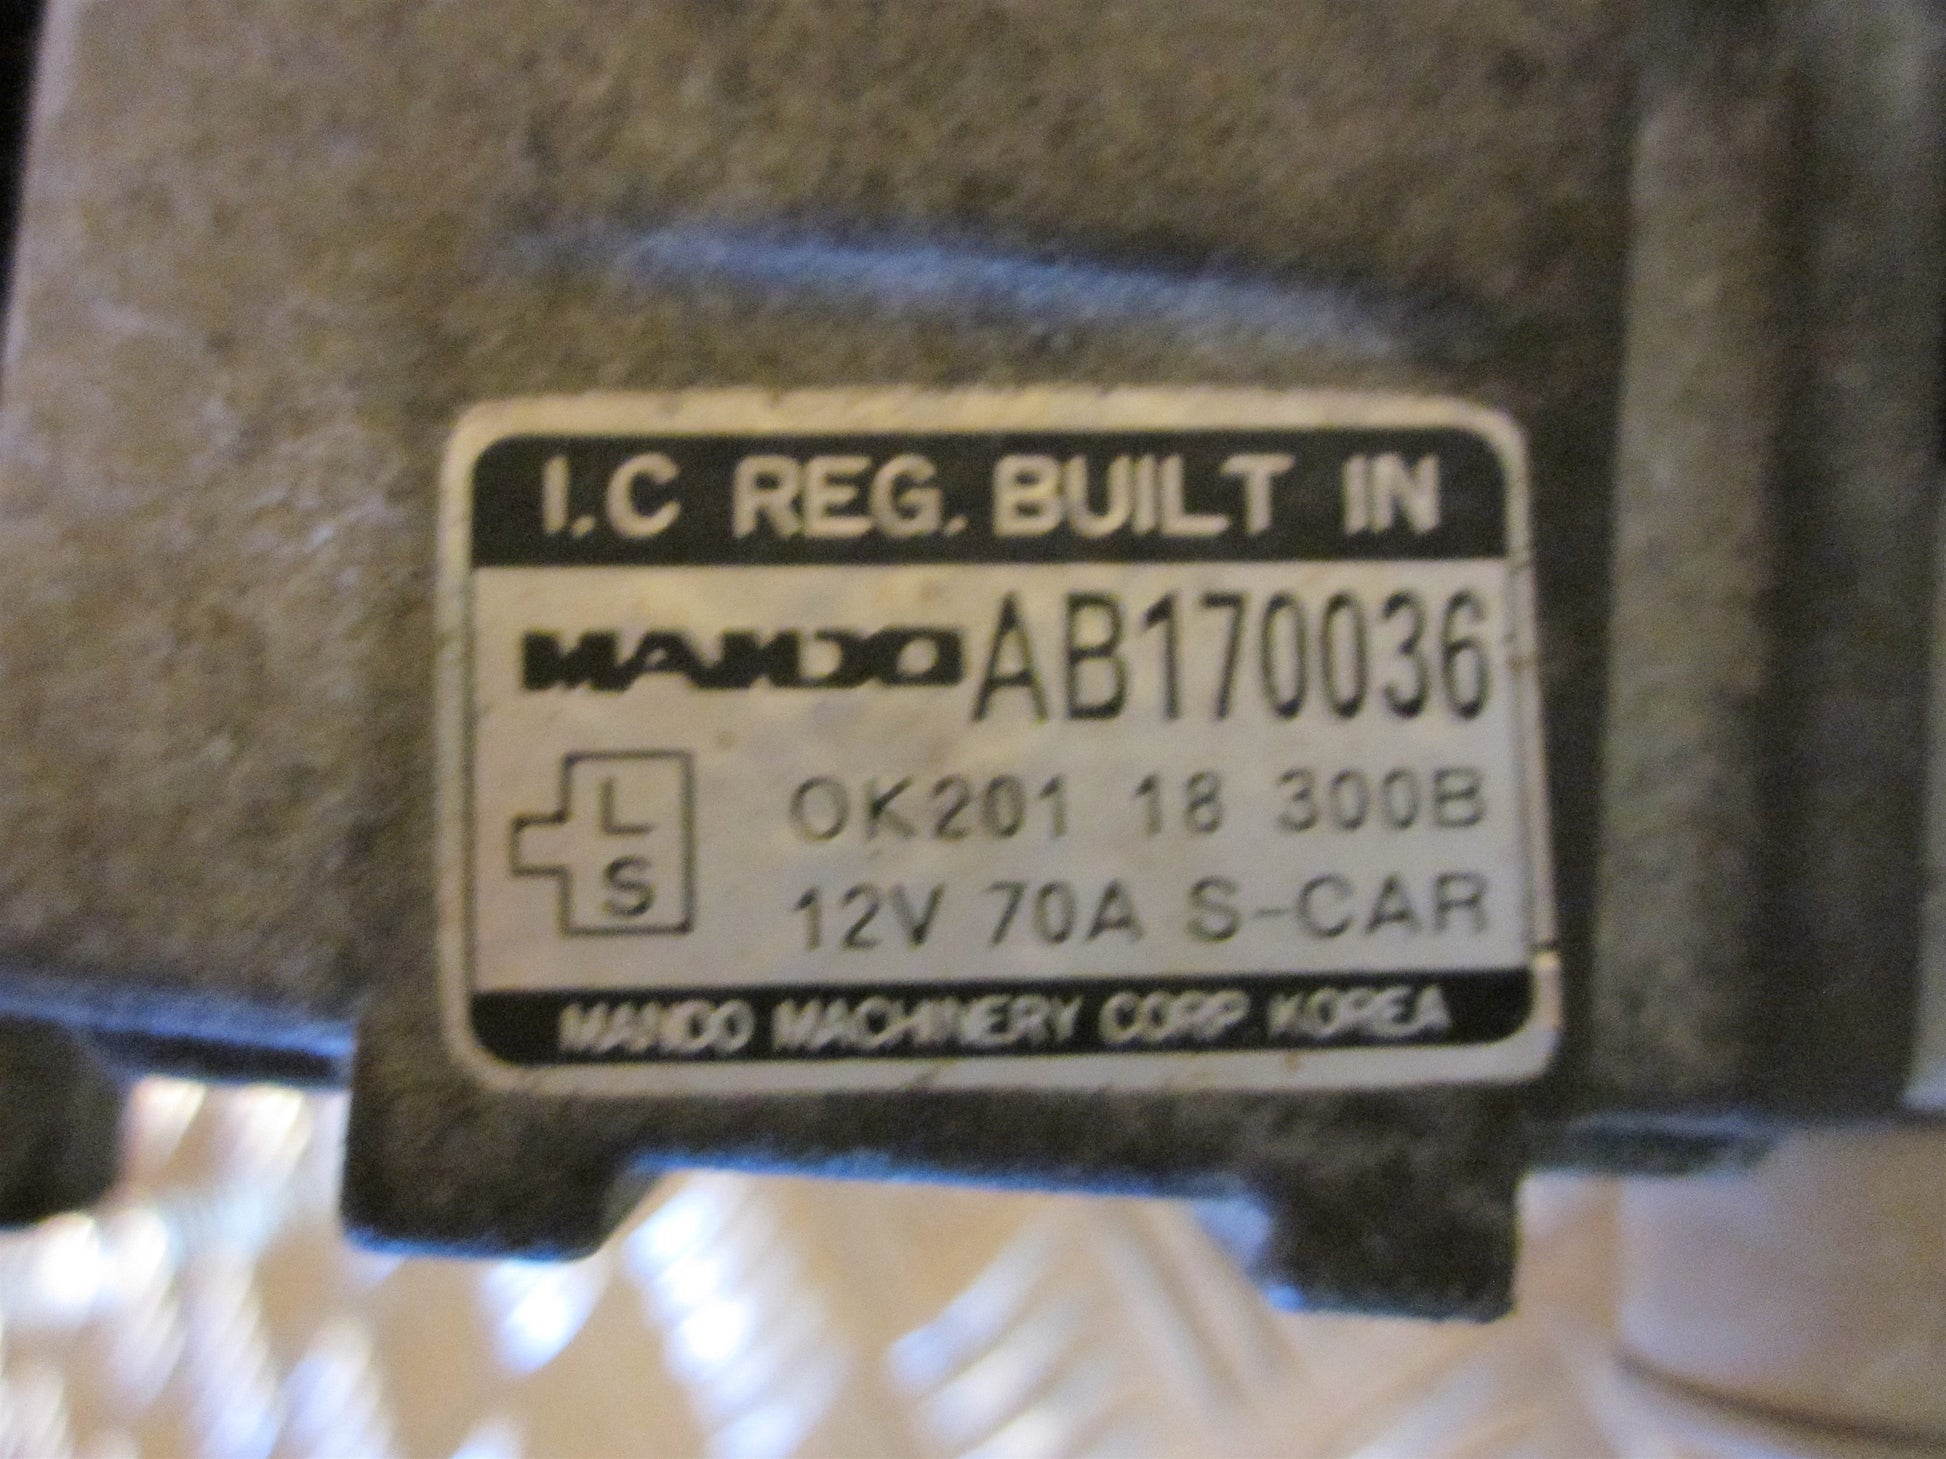 I.C REG. BUILT IN
MANDO AB170036
L
S
OK201 18 300B
12V 70A S-CAR
MANDO MACHINERY CORP. KOREA